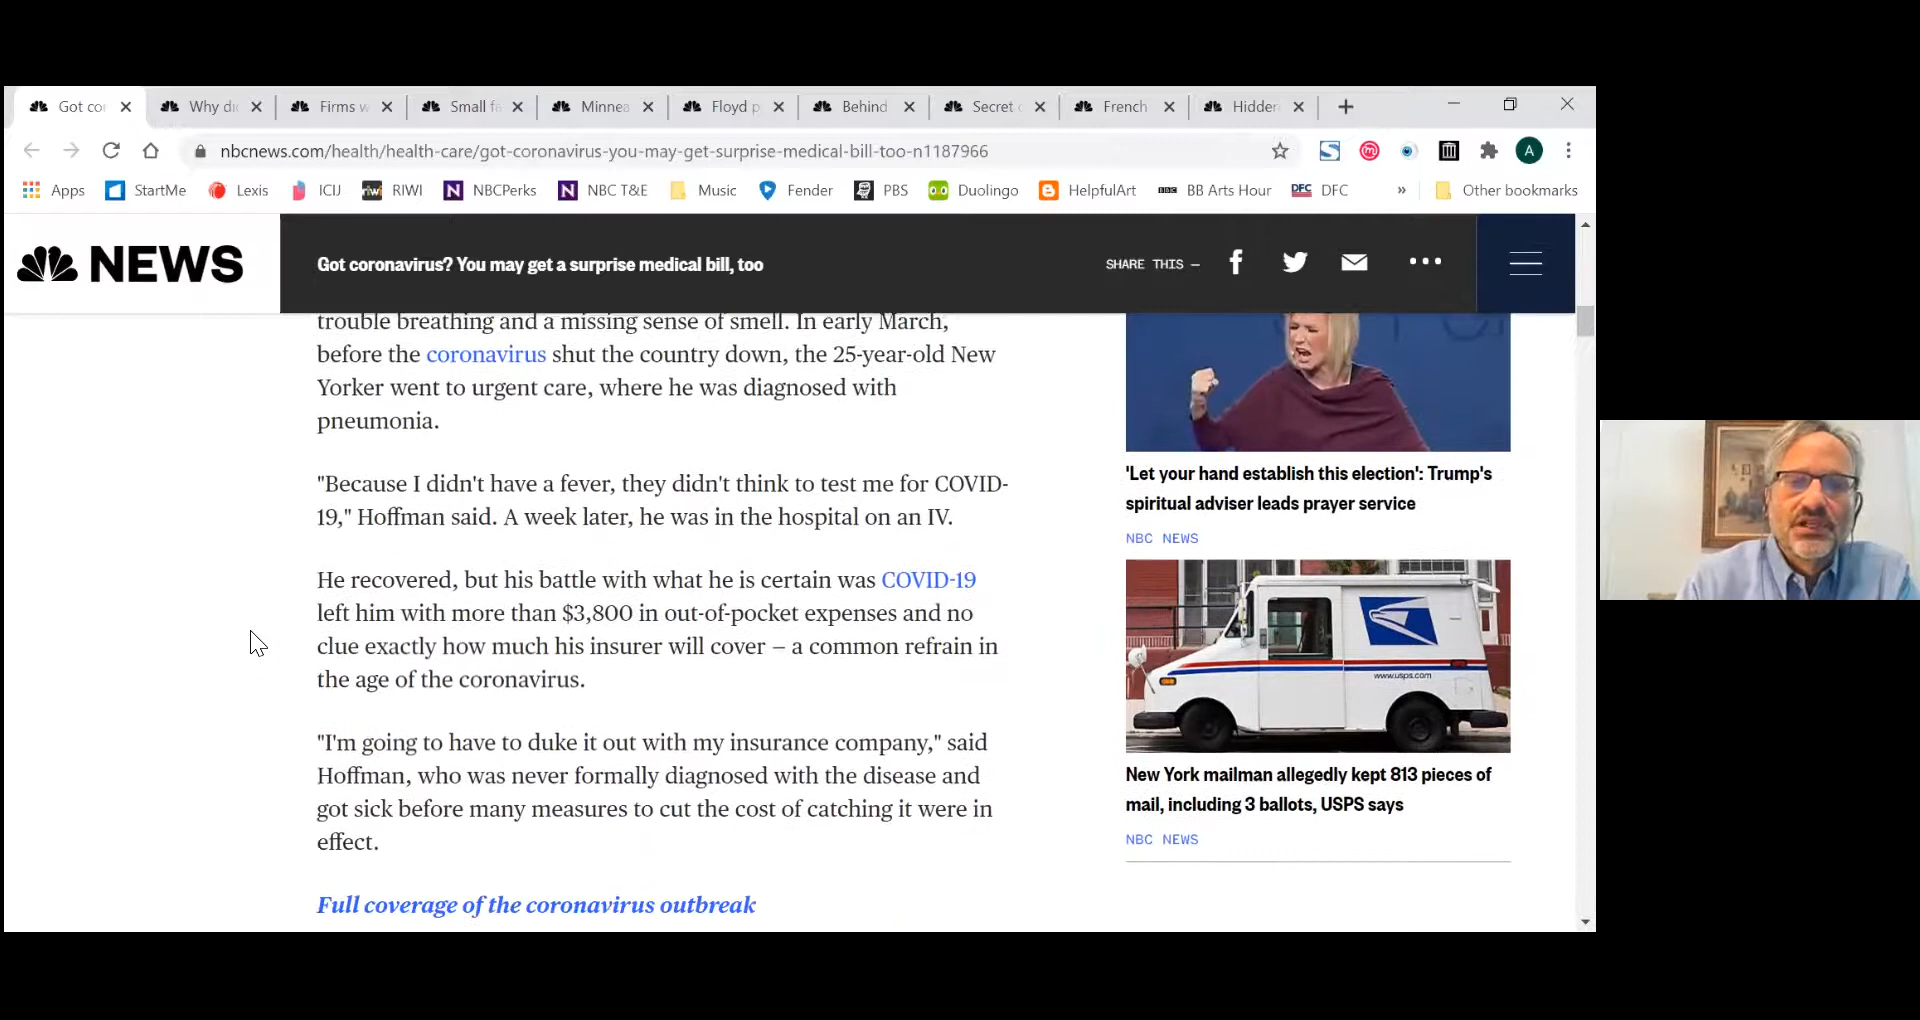 Got co
Why di
Firms w
Small fa
Minnea
Floyd p
Behind
Secret
French
Hidden
nbcnews.com/health/health-care/got-coronavirus-you-may-get-surprise-medical-bill-too-n1187966
A
Apps
StartMe
Lexis
ICIJ
RIWI
NBCPerks
NBC T&E
Music
Fender
PBS
Duolingo
HelpfulArt
BB Arts Hour
DFC
DFC
»
Other bookmarks
NEWS
Got coronavirus? You may get a surprise medical bill, too
SHARE THIS —
trouble breathing and a missing sense of smell. In early March,
before the coronavirus shut the country down, the 25-year-old New
Yorker went to urgent care, where he was diagnosed with
pneumonia.
"Because I didn't have a fever, they didn't think to test me for COVID-
19," Hoffman said. A week later, he was in the hospital on an IV.
He recovered, but his battle with what he is certain was COVID-19
left him with more than $3,800 in out-of-pocket expenses and no
clue exactly how much his insurer will cover — a common refrain in
the age of the coronavirus.
"I'm going to have to duke it out with my insurance company," said
Hoffman, who was never formally diagnosed with the disease and
got sick before many measures to cut the cost of catching it were in
effect.
Full coverage of the coronavirus outbreak
'Let your hand establish this election': Trump's
spiritual adviser leads prayer service
NBC NEWS
www.usps.com
New York mailman allegedly kept 813 pieces of
mail, including 3 ballots, USPS says
NBC NEWS